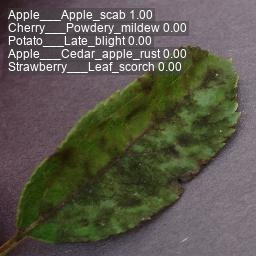 Apple___Apple_scab 1.00
Cherry___Powdery_mildew 0.00
Potato___Late_blight 0.00
Apple___Cedar_apple_rust 0.00
Strawberry___Leaf_scorch 0.00